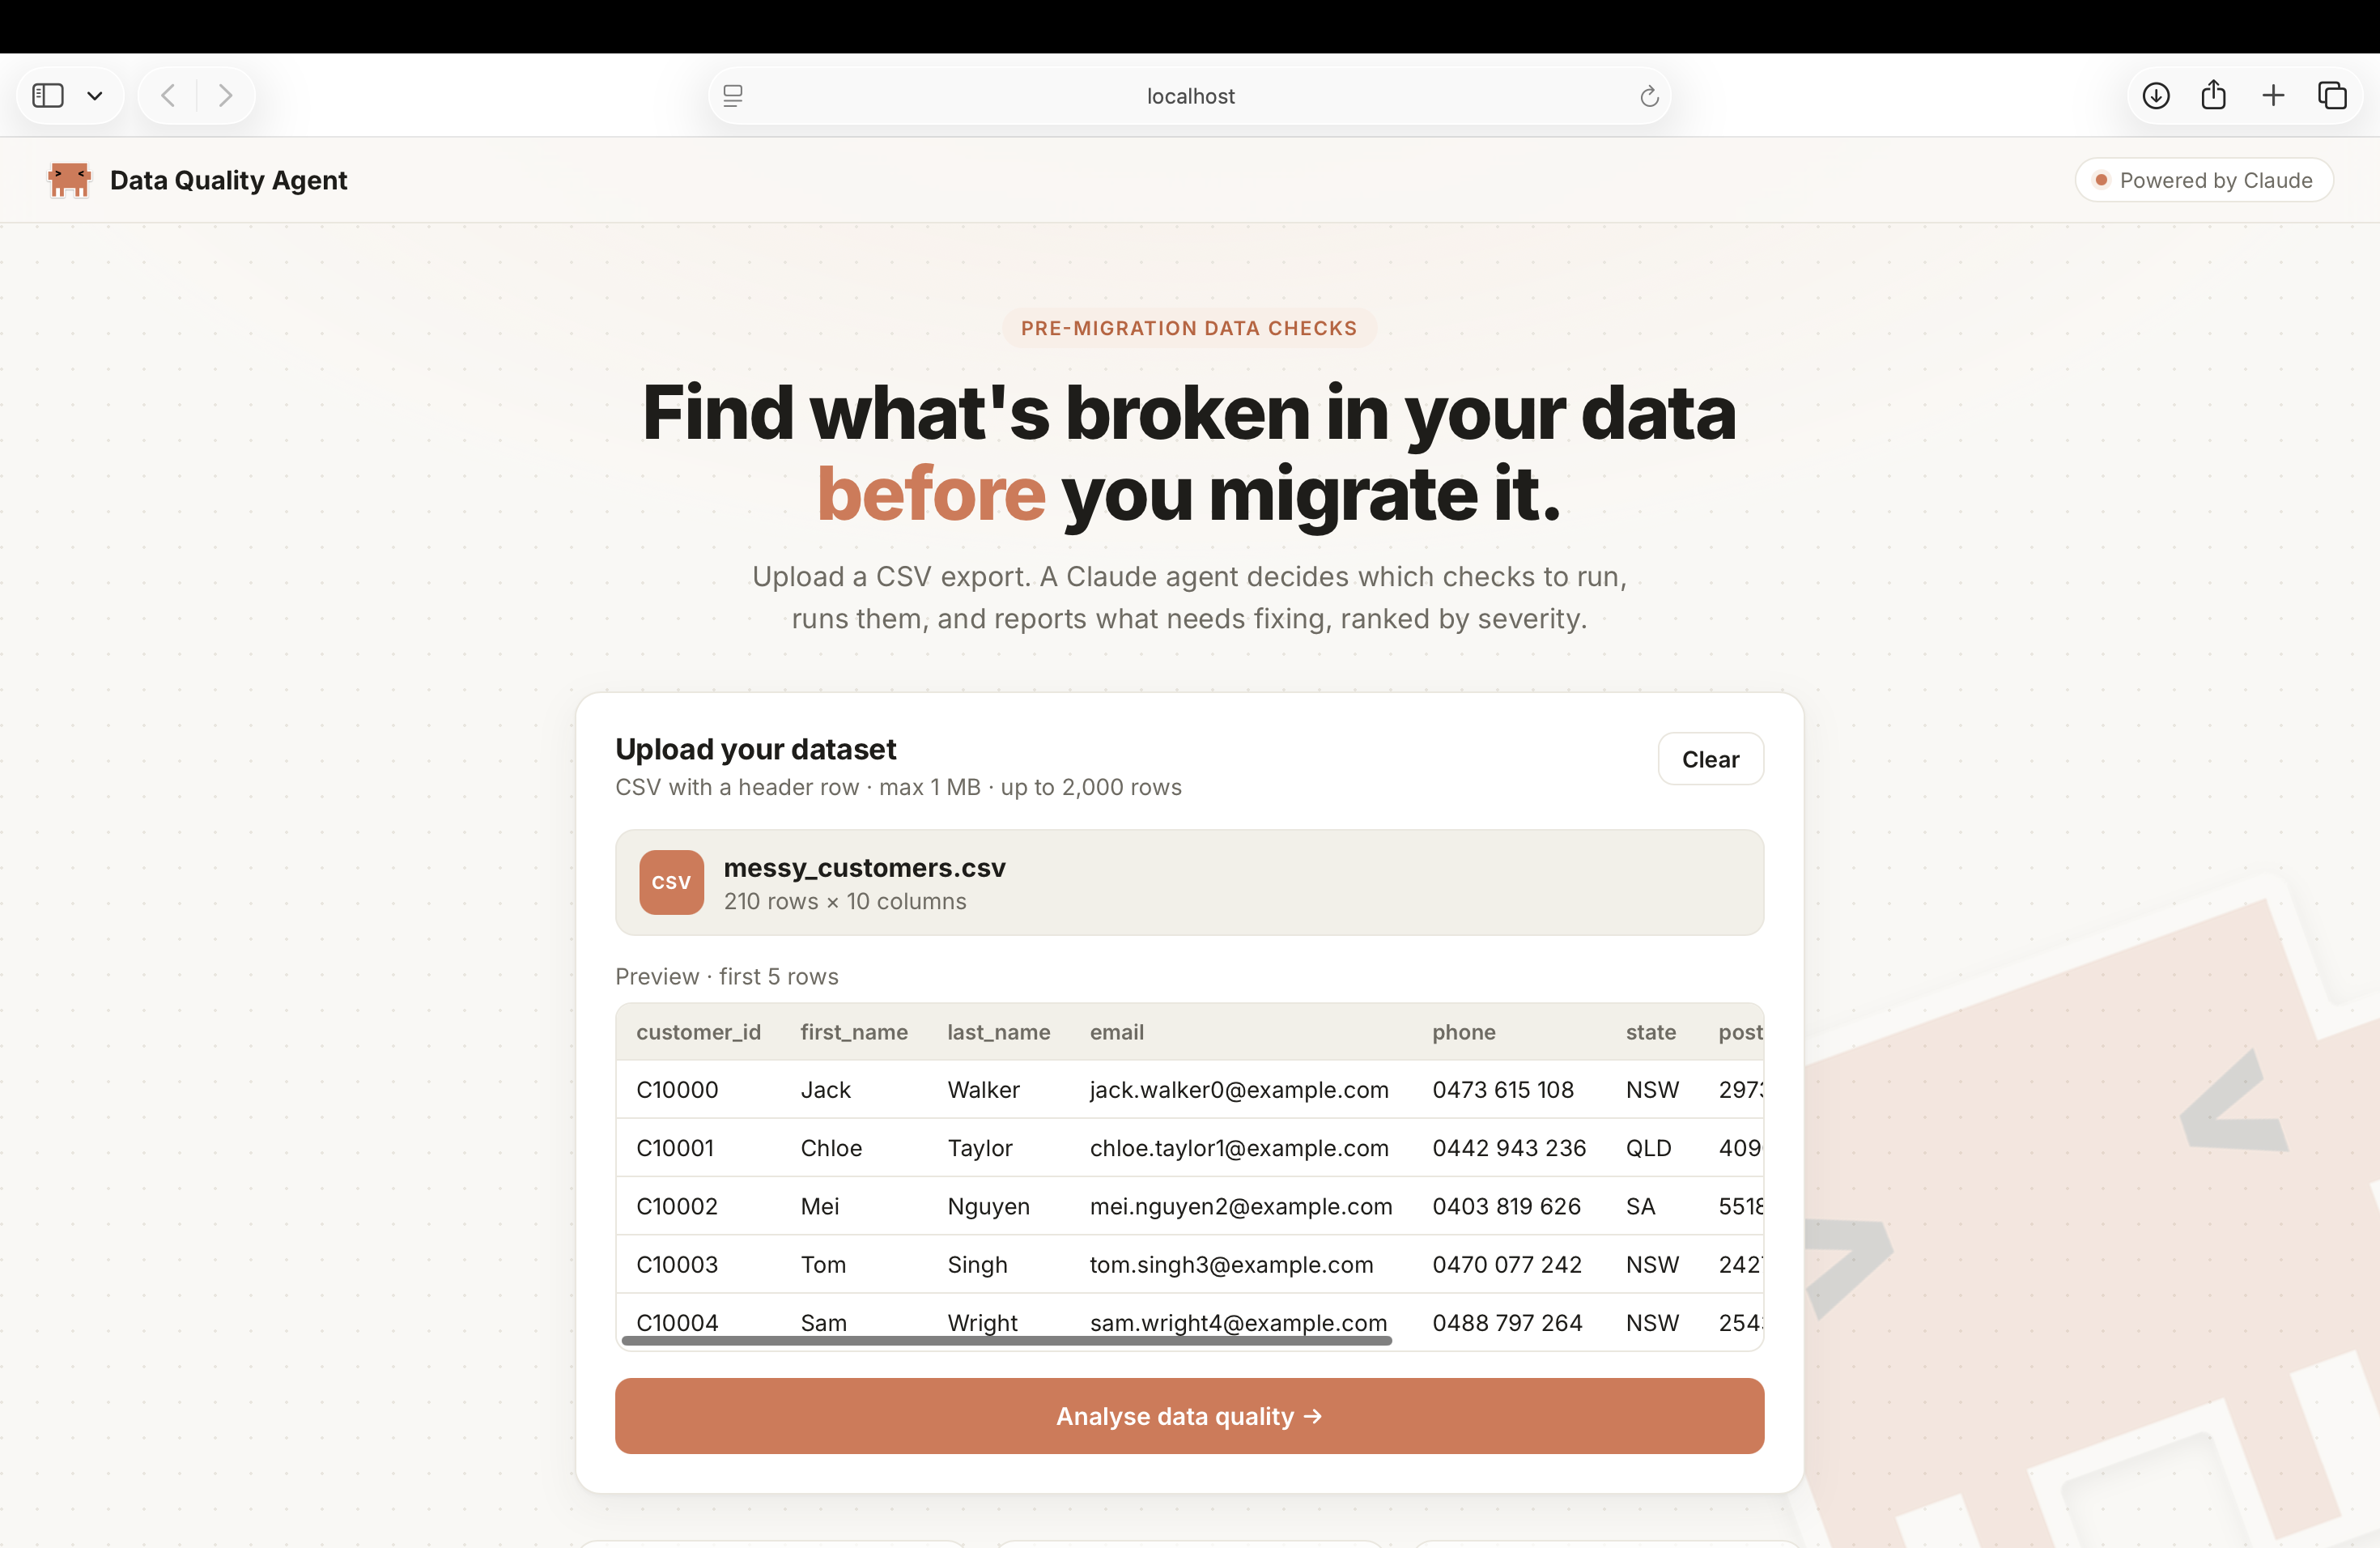 localhost
Data Quality Agent
Powered by Claude
PRE-MIGRATION DATA CHECKS
Find what's broken in your data
before you migrate it.
Upload a CSV export. A Claude agent decides which checks to run,
runs them, and reports what needs fixing, ranked by severity.
Upload your dataset
Clear
CSV with a header row · max 1 MB · up to 2,000 rows
CSV
messy_customers.csv
210 rows × 10 columns
Preview · first 5 rows
customer_id first_name last_name email phone state post
C10000 Jack Walker jack.walker0@example.com 0473 615 108 NSW
C10001 Chloe Taylor chloe.taylor1@example.com 0442 943 236 QLD 409
C10002 Mei Nguyen mei.nguyen2@example.com 0403 819 626 SA 5518
C10003 Tom Singh tom.singh3@example.com 0470 077 242 NSW
C10004 Sam Wright sam.wright4@example.com 0488 797 264 NSW
Analyse data quality →